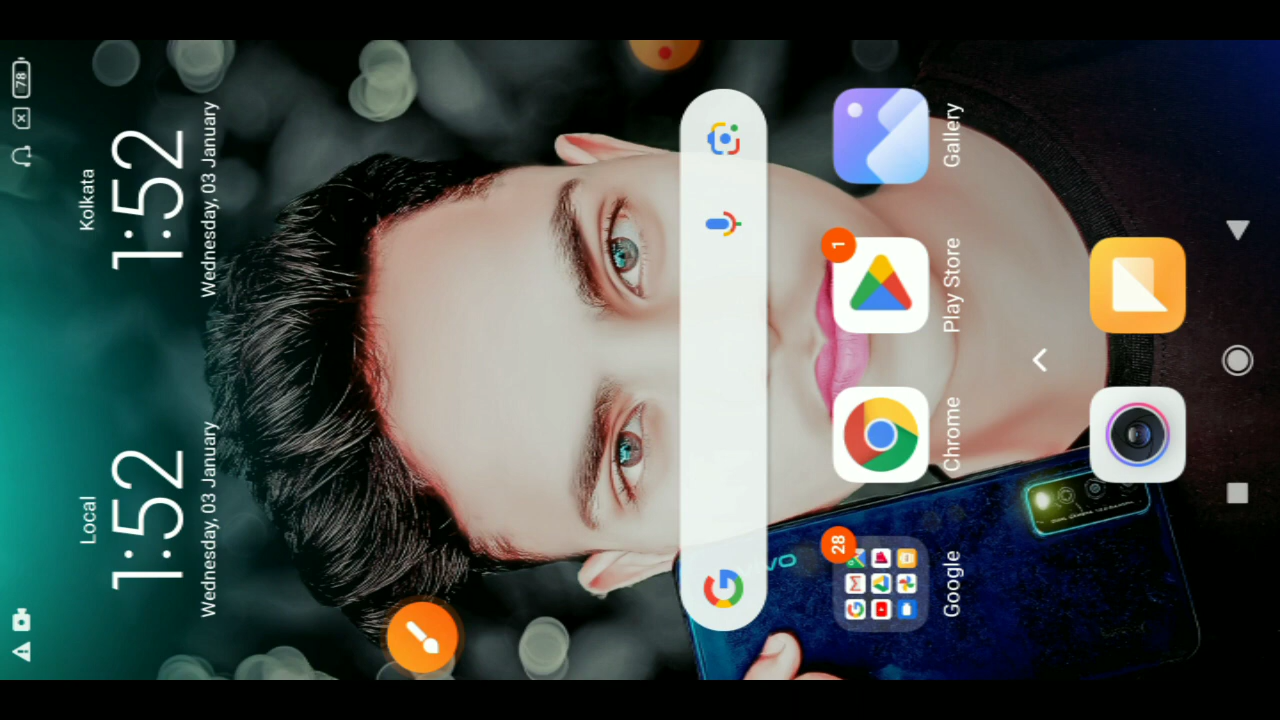 78
Local
Kolkata
1:52
1:52
Wednesday, 03 January
Wednesday, 03 January
28
1
Google
Chrome
Play Store
Gallery